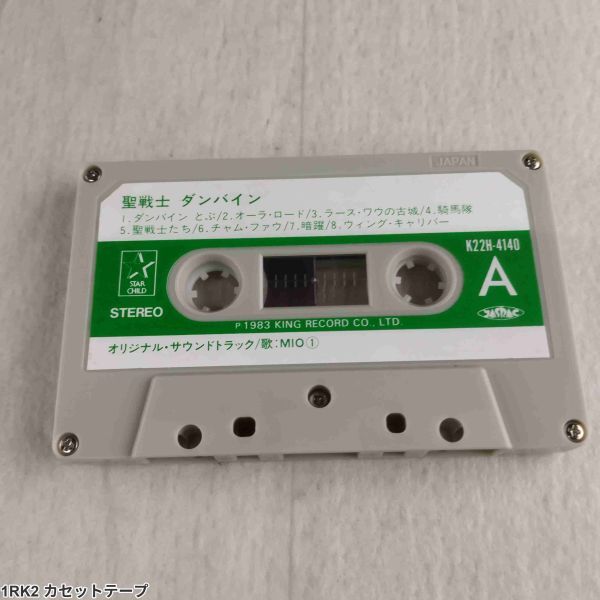 JAPAN
聖戦士 ダンバイン
1.ダンバイン とぶ/2.オーラ・ロード/3.ラース・ワウの古城/4.騎馬隊
5.聖戦士たち/6.チャム・ファウ/7.暗躍/8.ウィング・キャリバー
K22H-4140
A
STAR
CHILD
STEREO
JASRAC
P 1983 KING RECORD CO., LTD.
オリジナル・サウンドトラック/歌:MIO①
1RK2 カセットテープ